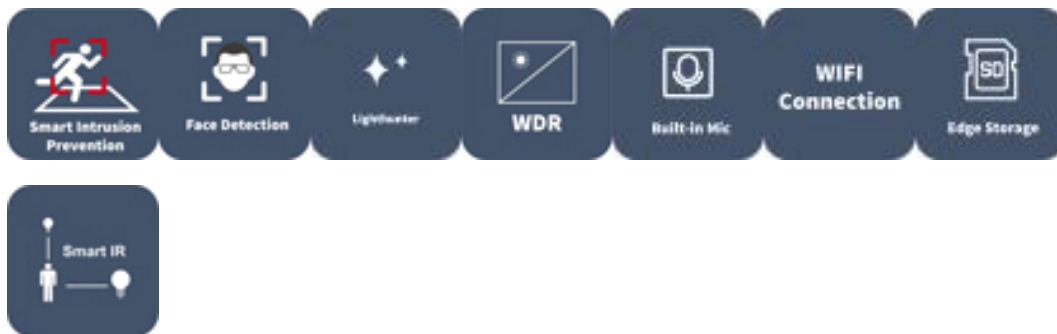 Smart Intrusion
Prevention
Face Detection
Lighthunter
WDR
Built-in Mic
WIFI
Connection
SD
Edge Storage
Smart IR